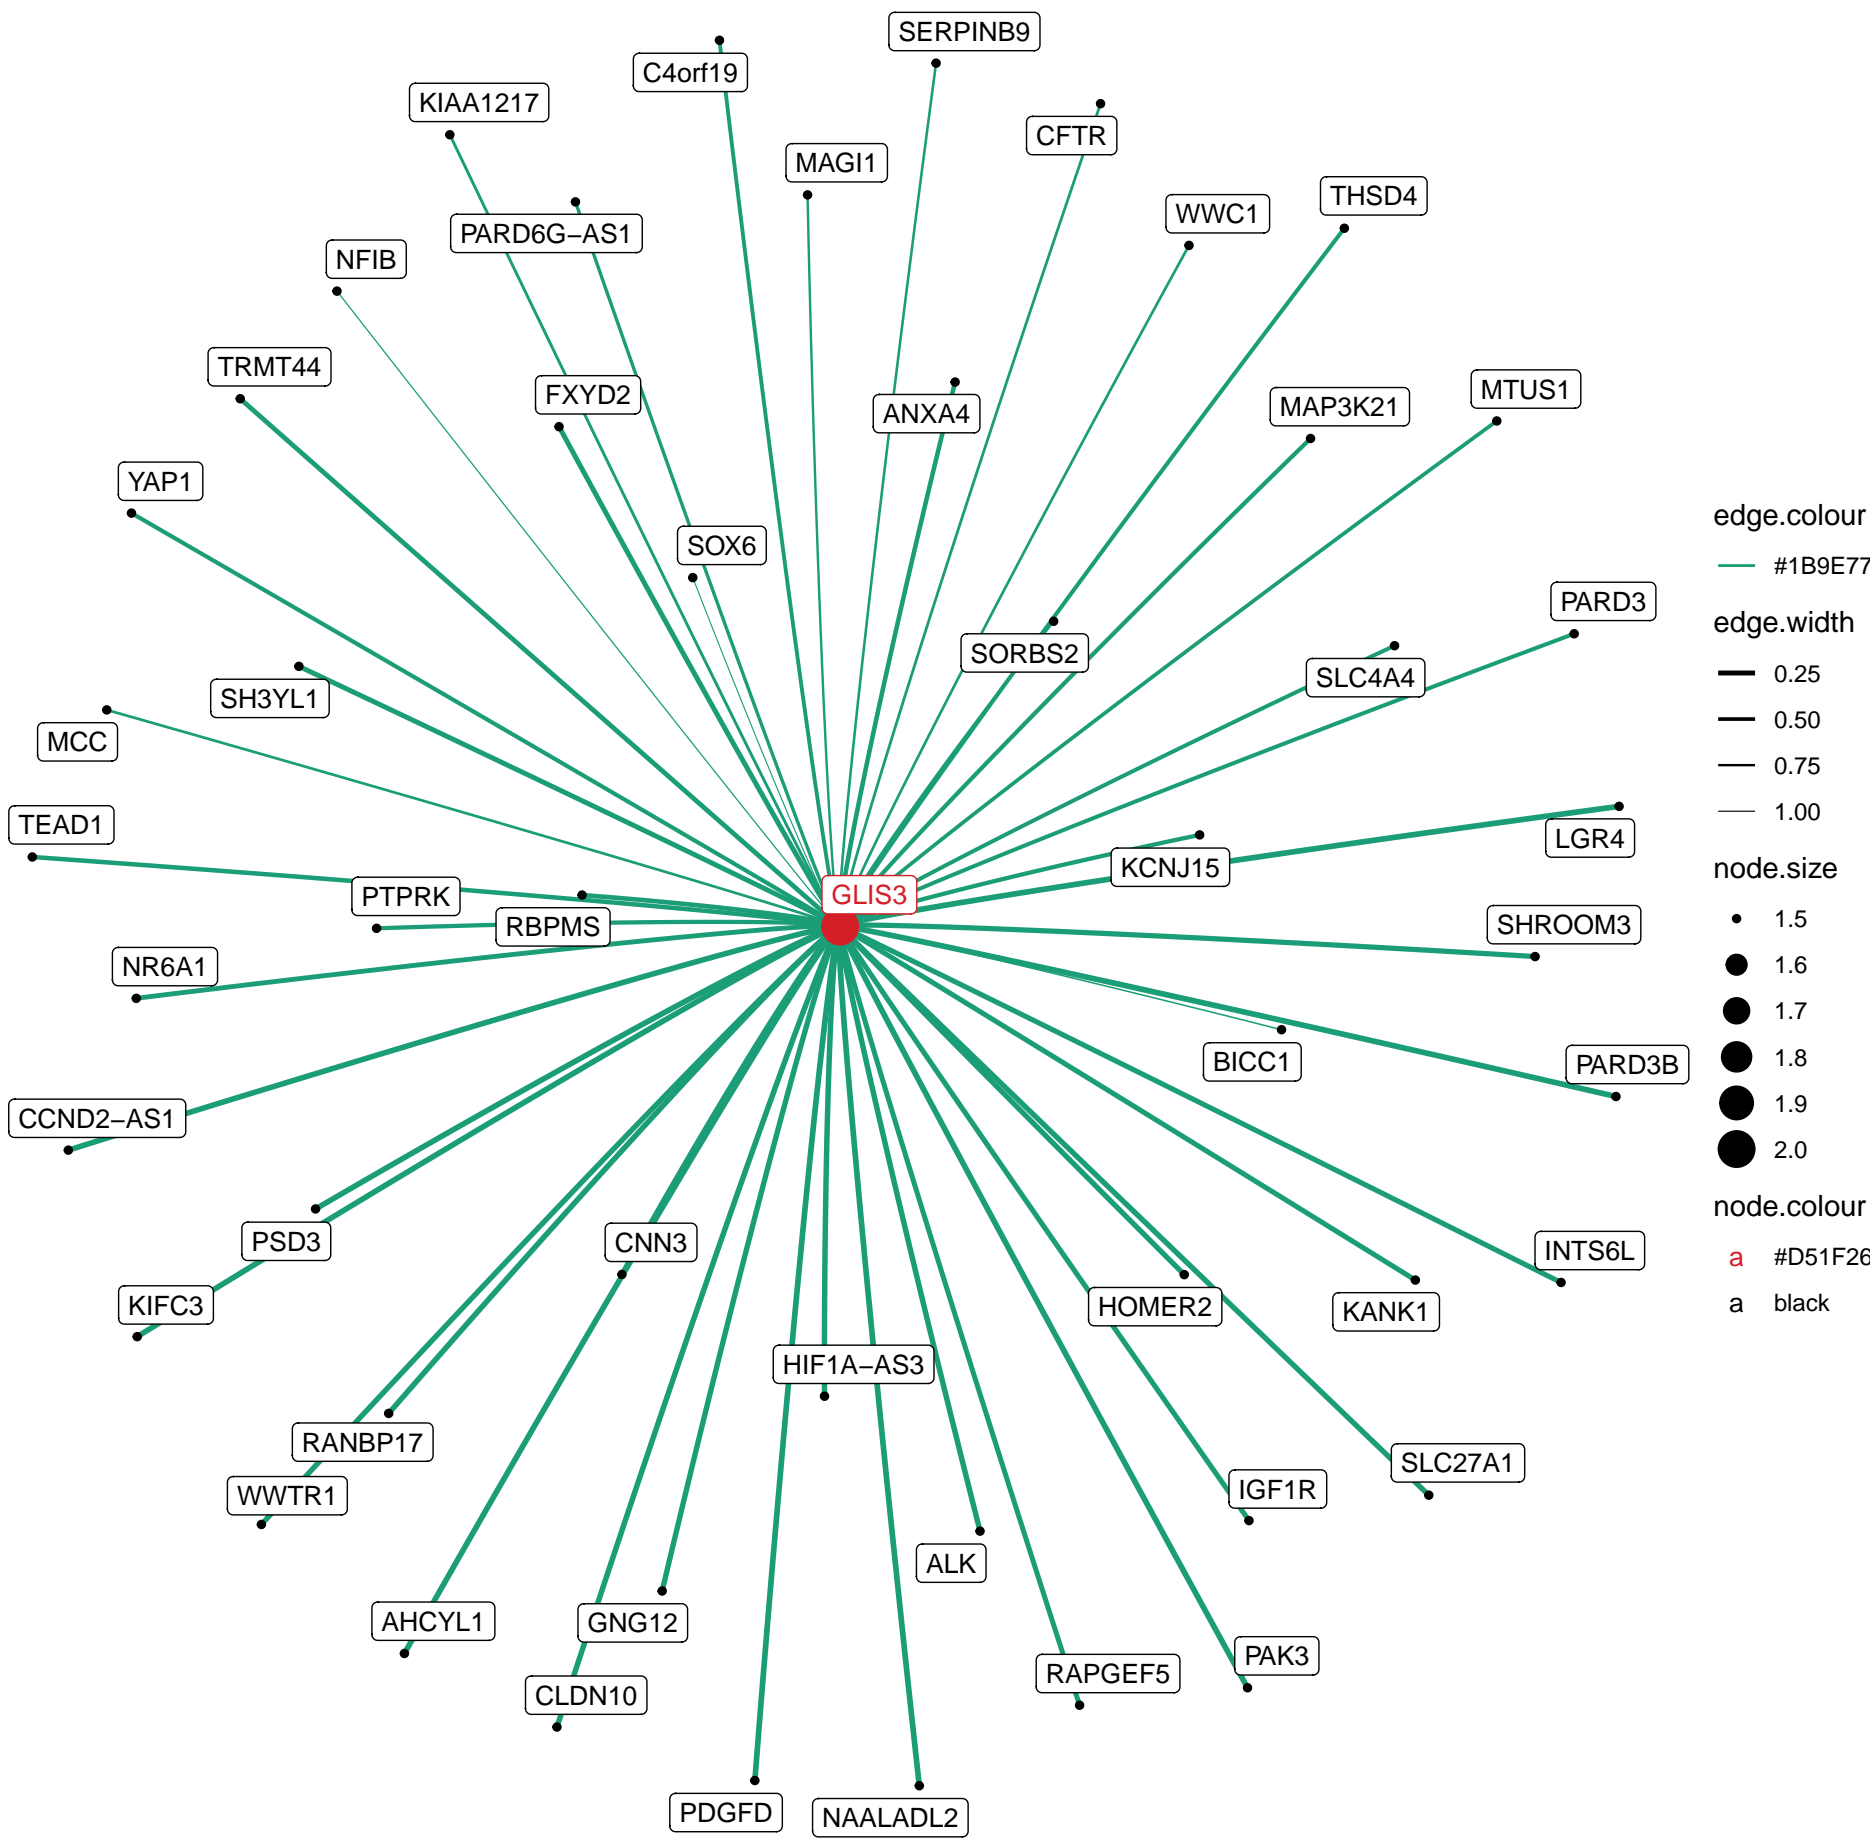 SERPINB9
C4orf19
KIAA1217
CFTR
MAGI1
THSD4
WWC1
PARD6G−AS1
NFIB
TRMT44
FXYD2
MTUS1
MAP3K21
ANXA4
YAP1
SOX6
PARD3
SORBS2
SLC4A4
SH3YL1
MCC
TEAD1
LGR4
KCNJ15
PTPRK
GLIS3
RBPMS
SHROOM3
NR6A1
BICC1
PARD3B
CCND2−AS1
PSD3
CNN3
INTS6L
KIFC3
HOMER2
KANK1
HIF1A−AS3
RANBP17
SLC27A1
WWTR1
IGF1R
ALK
AHCYL1
GNG12
PAK3
RAPGEF5
CLDN10
PDGFD
NAALADL2
edge.colour
#1B9E77
edge.width
0.25
0.50
0.75
1.00
node.size
1.5
1.6
1.7
1.8
1.9
2.0
node.colour
a #D51F26
a black